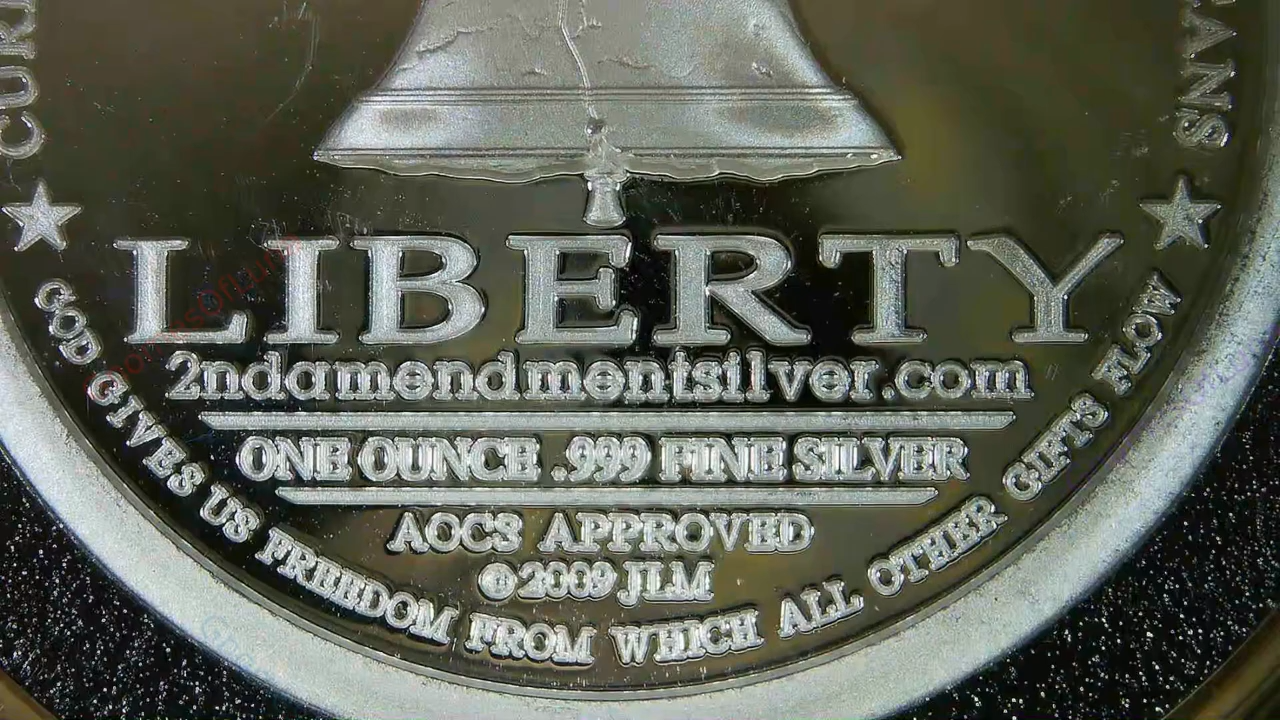 LIBERTY
2ndamendmentsilver.com
ONE OUNCE .999 FINE SILVER
AOCS APPROVED
©2009 JLM
GOD GIVES US FREEDOM FROM WHICH ALL OTHER GIFTS FLOW